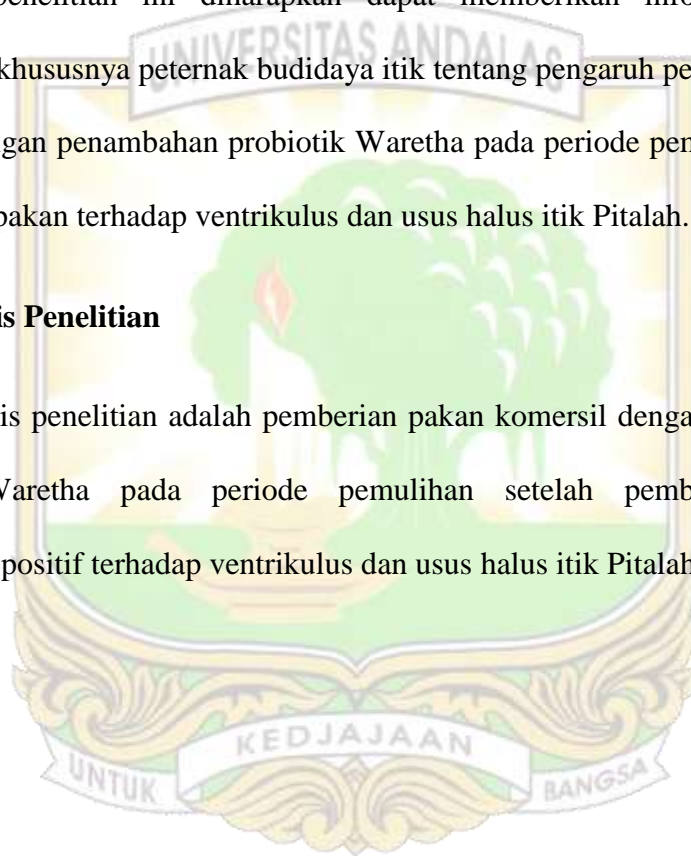 penelitian ini diharapkan dapat memberikan info
khususnya peternak budidaya itik tentang pengaruh pe
ngan penambahan probiotik Waretha pada periode pem
pakan terhadap ventrikulus dan usus halus itik Pitalah.
is Penelitian
is penelitian adalah pemberian pakan komersil denga
Waretha pada periode pemulihan setelah pemb
positif terhadap ventrikulus dan usus halus itik Pitalah
UNIVERSITAS ANDALAS
KEDJAJAAN
UNTUK
BANGSA